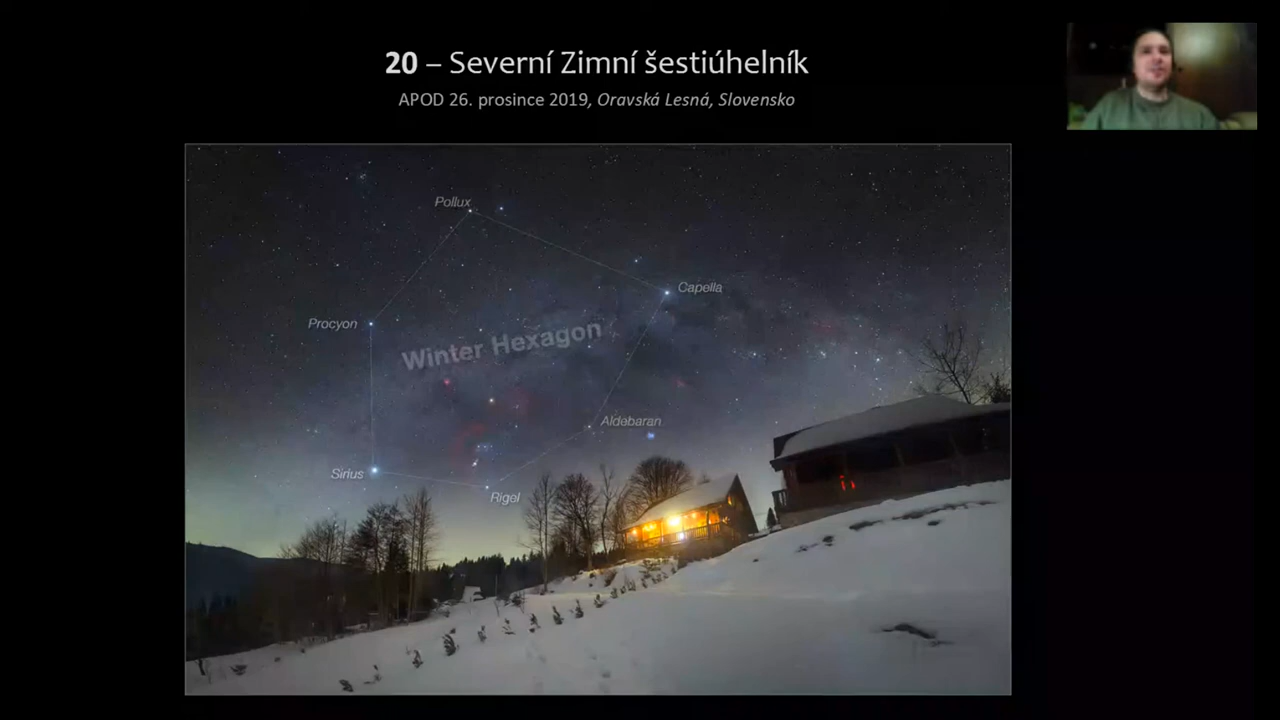 20 – Severní Zimní šestiúhelník
APOD 26. prosince 2019, Oravská Lesná, Slovensko
Pollux
Capella
Procyon
Winter Hexagon
Aldebaran
Sirius
Rigel